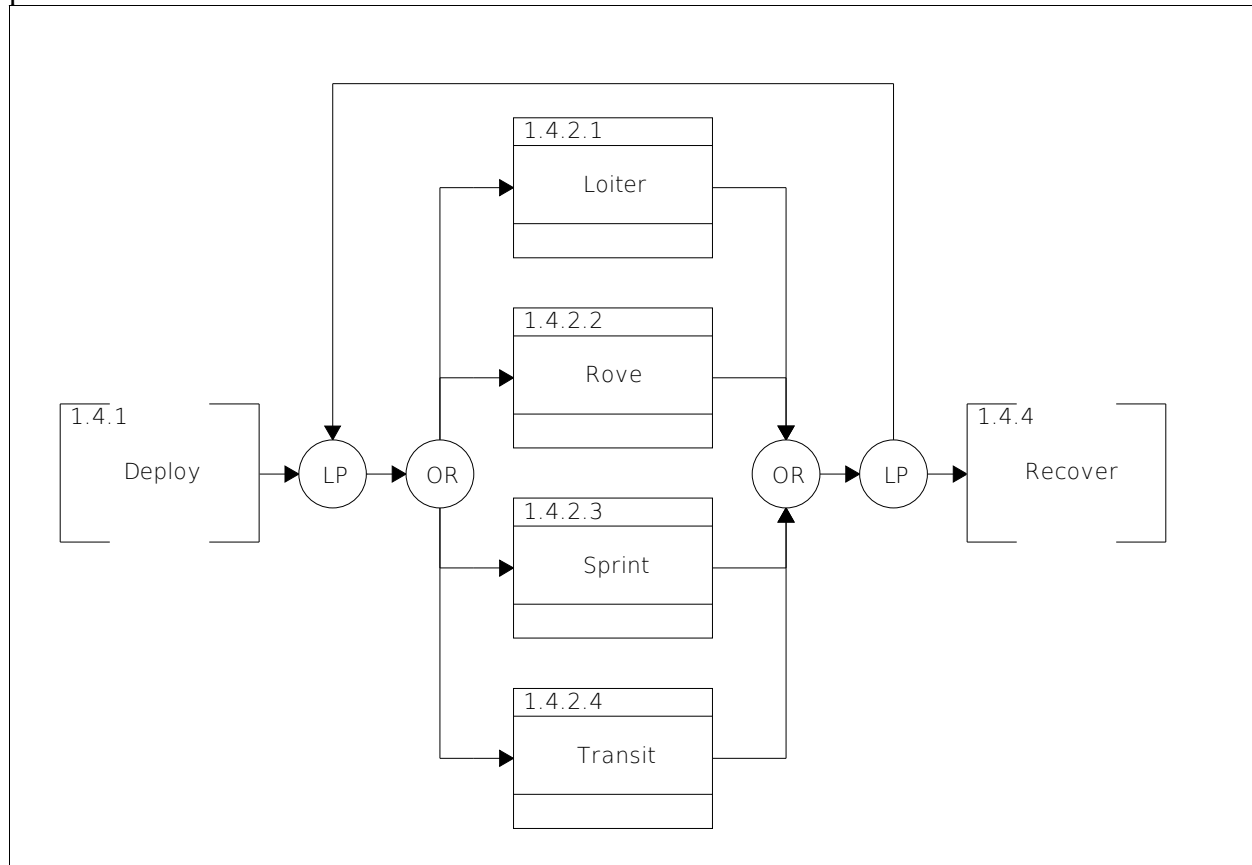 1.4.2.1
Loiter
1.4.2.2
Rove
1.4.1
Deploy
LP
OR
OR
LP
1.4.4
Recover
1.4.2.3
Sprint
1.4.2.4
Transit